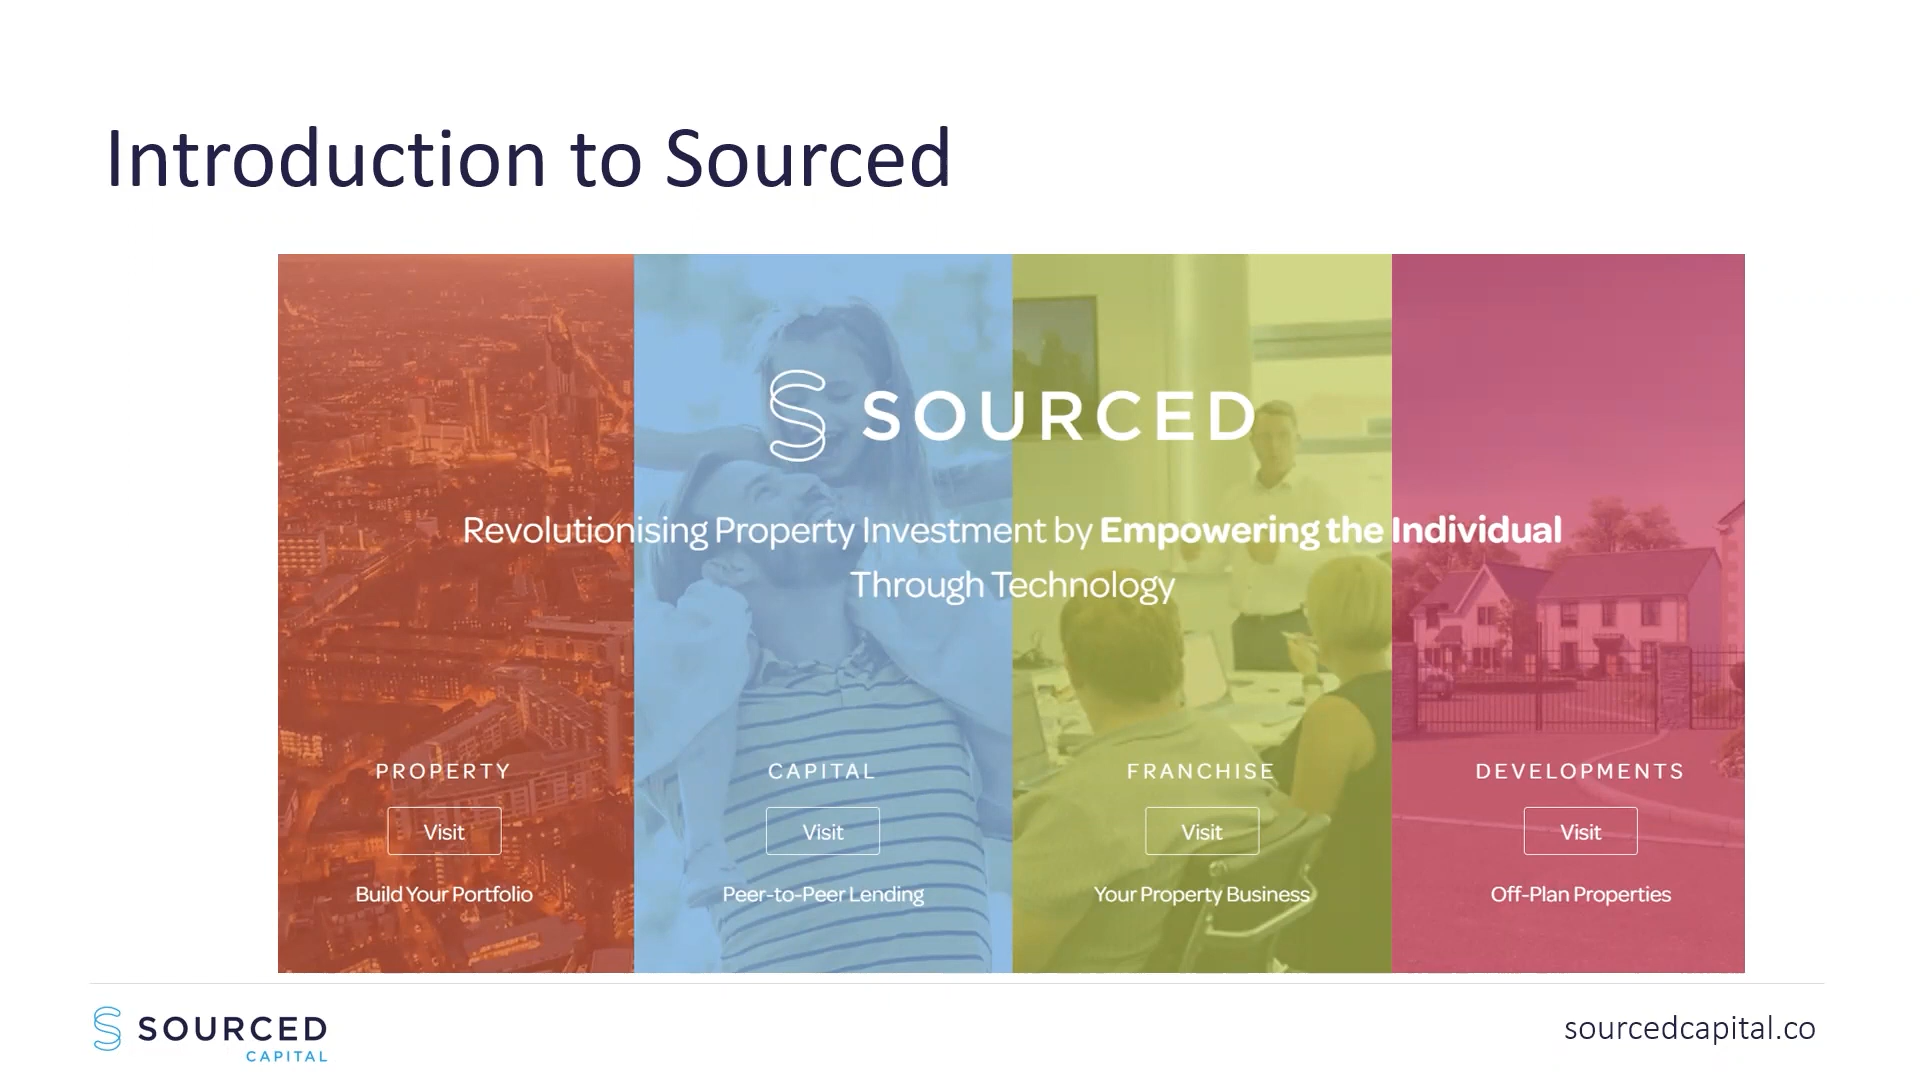 Introduction to Sourced
SOURCED
Revolutionising Property Investment by Empowering the Individual
Through Technology
PROPERTY
Visit
Build Your Portfolio
CAPITAL
Visit
Peer-to-Peer Lending
FRANCHISE
Visit
Your Property Business
DEVELOPMENTS
Visit
Off-Plan Properties
SOURCED
CAPITAL
sourcedcapital.co